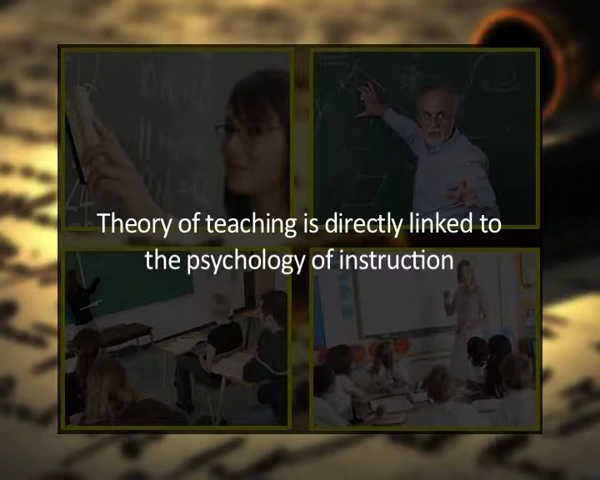 Theory of teaching is directly linked to
the psychology of instruction